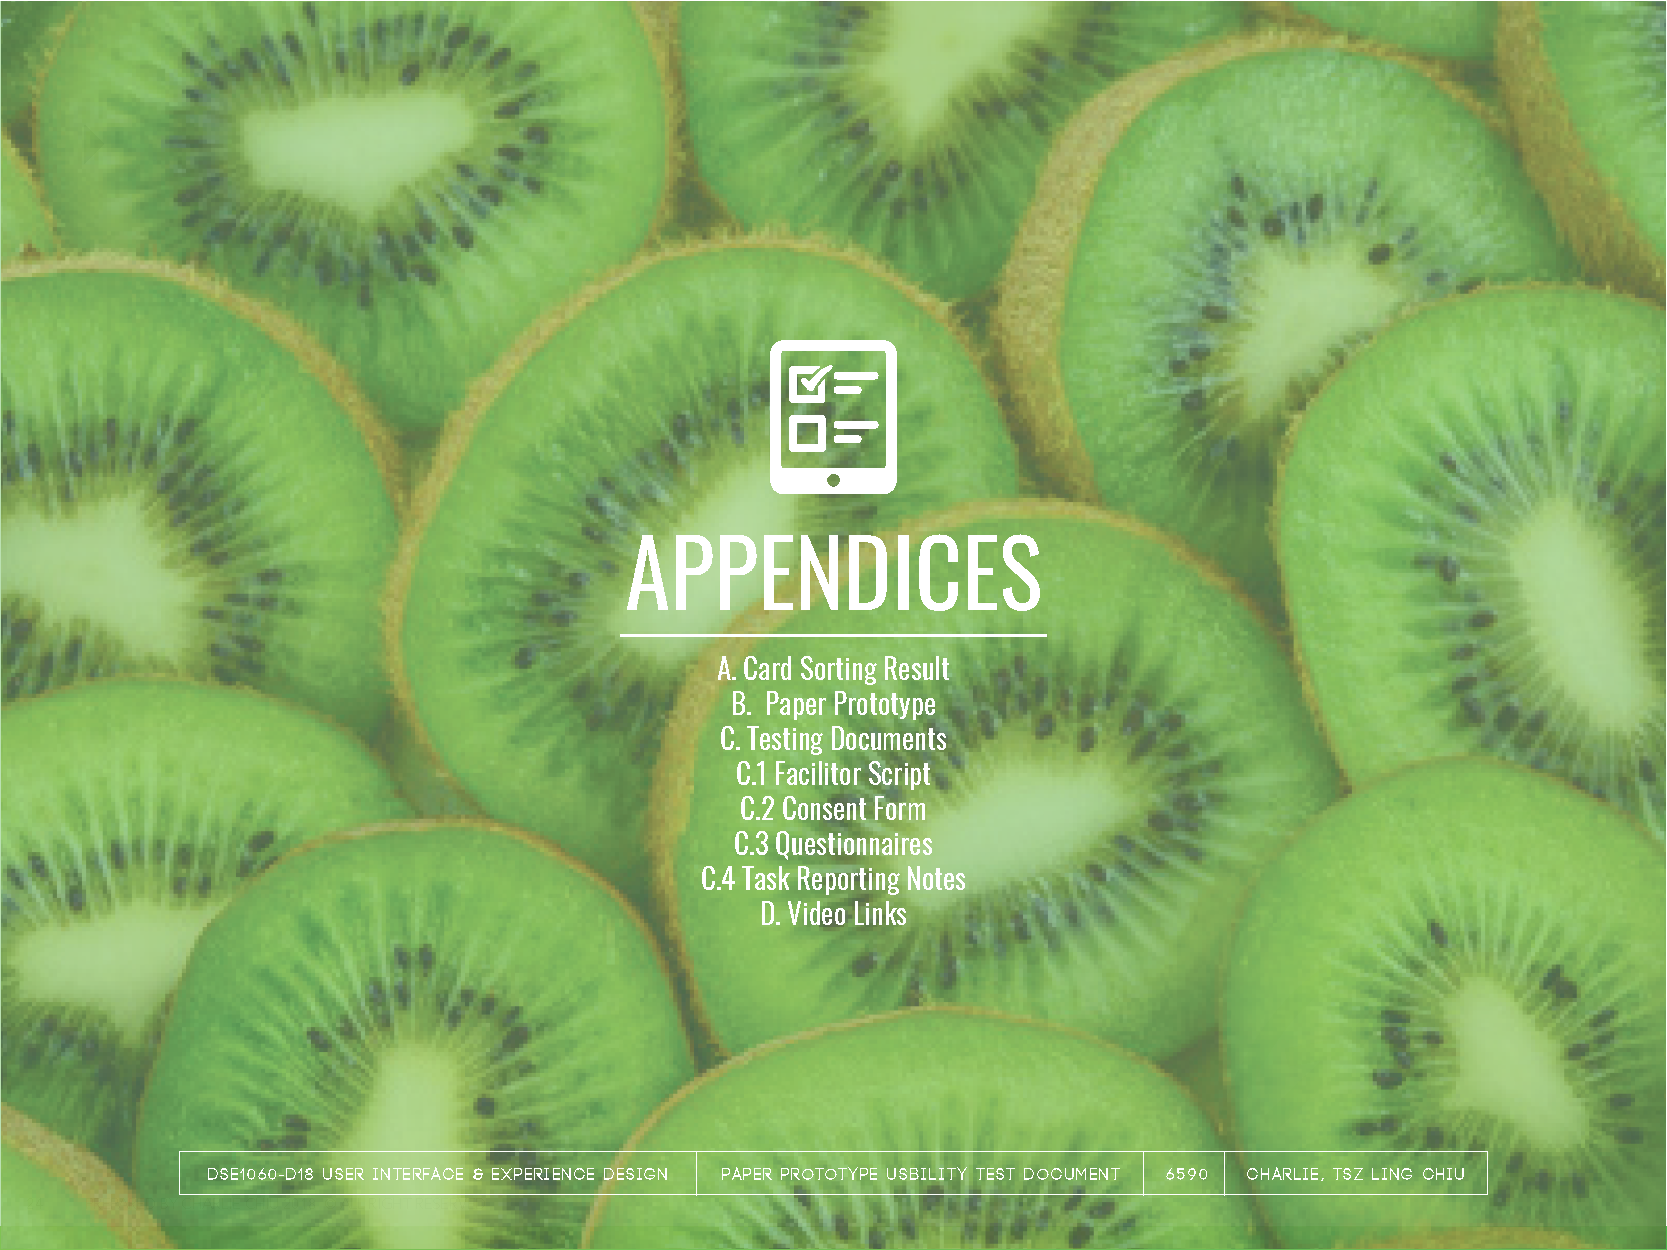 APPENDICES
A. Card Sorting Result
B. Paper Prototype
C. Testing Documents
C.1 Facilitor Script
C.2 Consent Form
C.3 Questionnaires
C.4 Task Reporting Notes
D. Video Links
DSE1060-D18 USER INTERFACE & EXPERIENCE DESIGN
PAPER PROTOTYPE USBILITY TEST DOCUMENT
6590
CHARLIE, TSZ LING CHIU